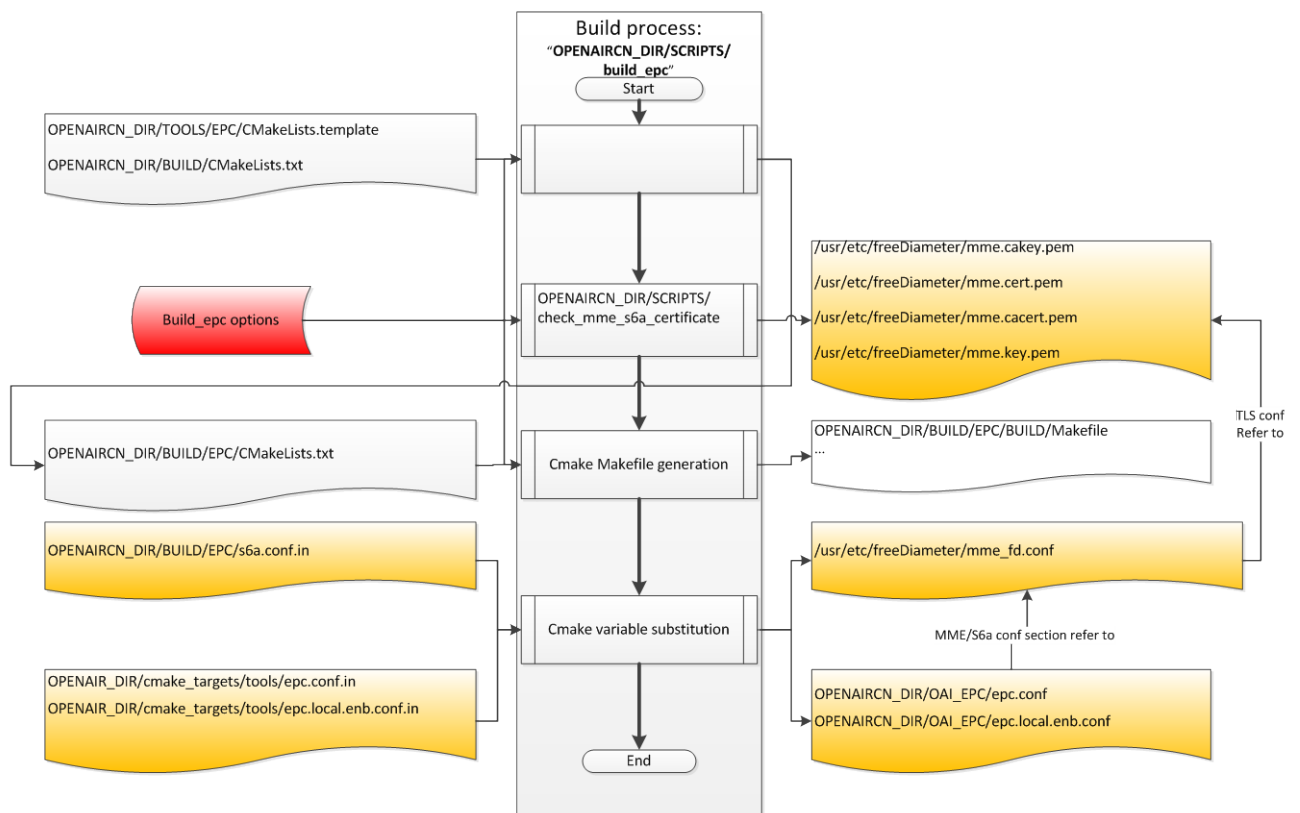 Build process:
“OPENAIRCN_DIR/SCRIPTS/
build_epc”
Start
OPENAIRCN_DIR/TOOLS/EPC/CMakeLists.template
OPENAIRCN_DIR/BUILD/CMakeLists.txt
/usr/etc/freeDiameter/mme.cakey.pem
/usr/etc/freeDiameter/mme.cert.pem
/usr/etc/freeDiameter/mme.cacert.pem
/usr/etc/freeDiameter/mme.key.pem
Build_epc options
OPENAIRCN_DIR/SCRIPTS/
check_mme_s6a_certificate
TLS conf
Refer to
OPENAIRCN_DIR/BUILD/EPC/CMakeLists.txt
Cmake Makefile generation
OPENAIRCN_DIR/BUILD/EPC/BUILD/Makefile
...
OPENAIRCN_DIR/BUILD/EPC/s6a.conf.in
/usr/etc/freeDiameter/mme_fd.conf
Cmake variable substitution
MME/S6a conf section refer to
OPENAIR_DIR/cmake_targets/tools/epc.conf.in
OPENAIR_DIR/cmake_targets/tools/epc.local.enb.conf.in
OPENAIRCN_DIR/OAI_EPC/epc.conf
OPENAIRCN_DIR/OAI_EPC/epc.local.enb.conf
End